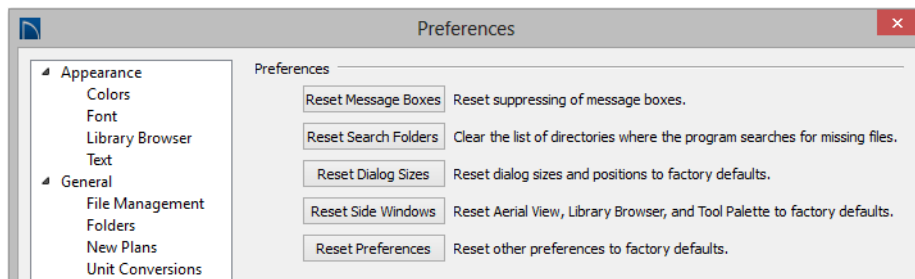 Preferences
Appearance
Colors
Font
Library Browser
Text
General
File Management
Folders
New Plans
Unit Conversions
Preferences
Reset Message Boxes Reset suppressing of message boxes.
Reset Search Folders Clear the list of directories where the program searches for missing files.
Reset Dialog Sizes Reset dialog sizes and positions to factory defaults.
Reset Side Windows Reset Aerial View, Library Browser, and Tool Palette to factory defaults.
Reset Preferences Reset other preferences to factory defaults.